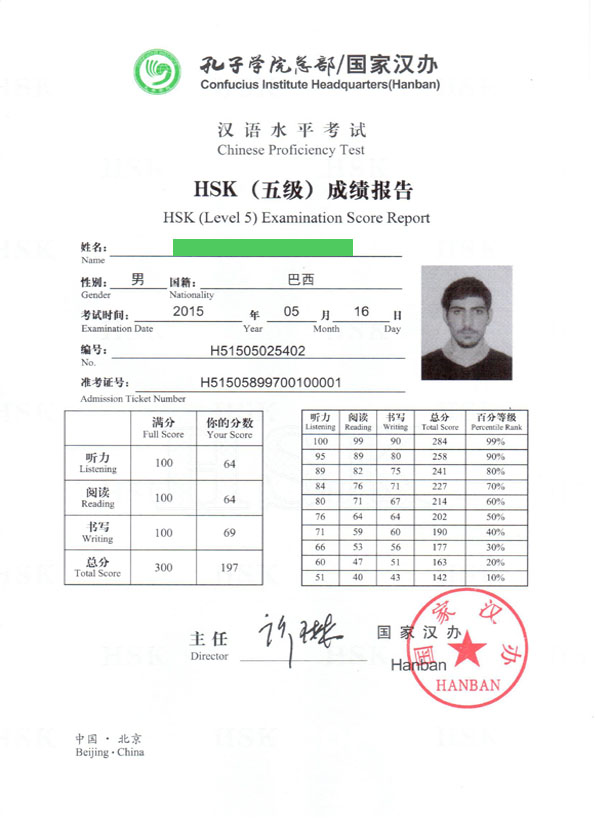 孔子学院总部/国家汉办
Confucius Institute Headquarters(Hanban)
汉语水平考试
Chinese Proficiency Test
HSK（五级）成绩报告
HSK (Level 5) Examination Score Report
姓名：
Name
性别： 男 国籍： 巴西
Gender Nationality
考试时间： 2015 年 05 月 16 日
Examination Date Year Month Day
编号： H51505025402
No.
准考证号： H51505899700100001
Admission Ticket Number
满分 你的分数
Full Score Your Score
听力 100 64
Listening
阅读 100 64
Reading
书写 100 69
Writing
总分 300 197
Total Score
听力 阅读 书写 总分 百分等级
Listening Reading Writing Total Score Percentile Rank
100 99 90 284 99%
95 89 80 258 90%
89 82 75 241 80%
84 76 71 227 70%
80 71 67 214 60%
76 64 64 202 50%
71 59 60 190 40%
66 53 56 177 30%
60 47 51 163 20%
51 40 43 142 10%
主任
Director
国家汉办
Hanban
国家汉办
HANBAN
中国·北京
Beijing·China
HSK